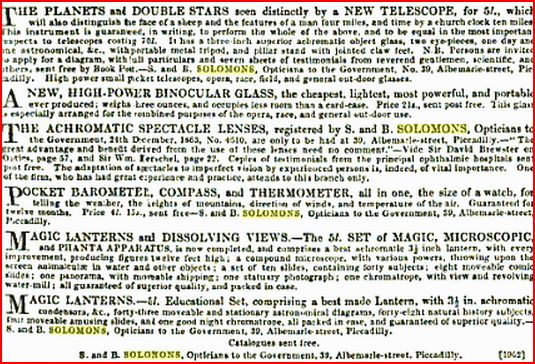 THE PLANETS and DOUBLE STARS seen distinctly by a NEW TELESCOPE, for 5l., which
will also distinguish the face of a sheep and the features of a man four miles, and time by a church clock ten miles
This instrument is guaranteed, in writing, to perform the whole of the above, and to be equal in the most important
respects to telescopes costing 70l. It has a three-inch superior achromatic object glass, two eye-pieces, one day and
one astronomical, &c., with portable metal tripod, and pillar stand with jointed claw feet. N.B. Persons are invited
to apply for a diagram, with full particulars and seven sheets of testimonials from reverend gentlemen, scientific, and
others, sent free by Book Post.—S. and B. SOLOMONS, Opticians to the Government, No. 39, Albemarle-street, Pic-
cadilly. High power small pocket telescopes, opera, race, field, and general out-door glasses.
A NEW, HIGH-POWER BINOCULAR GLASS, the cheapest, lightest, most powerful, and portable
ever produced; weighs three ounces, and occupies less room than a card-case. Price 21s., sent post free. This glass
is especially arranged for the combined purposes of the opera, race, and general out-door use.
THE ACHROMATIC SPECTACLE LENSES, registered by S. and B. SOLOMONS, Opticians to
the Government, 24th December, 1863, No. 4610, are only to be had at 39, Albemarle-street, Piccadilly.—"The
great advantage and benefit derived from the use of these lenses need no comment."—Vide Sir David Brewster on
Optics, page 57, and Sir Wm. Herschel, page 22. Copies of testimonials from the principal ophthalmic hospitals sent
post free. The adaptation of spectacles to imperfect vision by experienced persons is, indeed, of vital importance. One
of the firm, who has had great experience and practice, attends to this branch only.
POCKET BAROMETER, COMPASS, and THERMOMETER, all in one, the size of a watch, for
telling the weather, the heights of mountains, direction of winds, and temperature of the air. Guaranteed for
twelve months. Price 4l. 15s., sent free—S. and B. SOLOMONS, Opticians to the Government, 39, Albemarle-street,
Piccadilly.
MAGIC LANTERNS and DISSOLVING VIEWS.—The 5l. SET of MAGIC, MICROSCOPIC,
and PHANTA APPARATUS, is now completed, and comprises a best achromatic 3½ inch lantern, with every
improvement, producing figures twelve feet high; a compound microscope, with various powers, throwing upon the
screen animalculæ in water and other objects; a set of ten slides, containing forty subjects; eight moveable comic
slides; one panorama, with moveable shipping; one statuary photograph; one chromatrope, with view and revolving
water-mill; all guaranteed of superior quality, and packed in case.
MAGIC LANTERNS.—5l. Educational Set, comprising a best made Lantern, with 3½ in. achromatic
condensers, &c., forty-three moveable and stationary astronomical diagrams, forty-eight natural history subjects,
four moveable amusing slides, and one good night chromatrope, all packed in case, and guaranteed of superior quality.—
S. and B. SOLOMONS, Opticians to the Government, 39, Albemarle-street, Piccadilly.
Catalogues sent free.
S. and B. SOLOMONS, Opticians to the Government, 39, Albemarle-street, Piccadilly. [1902]